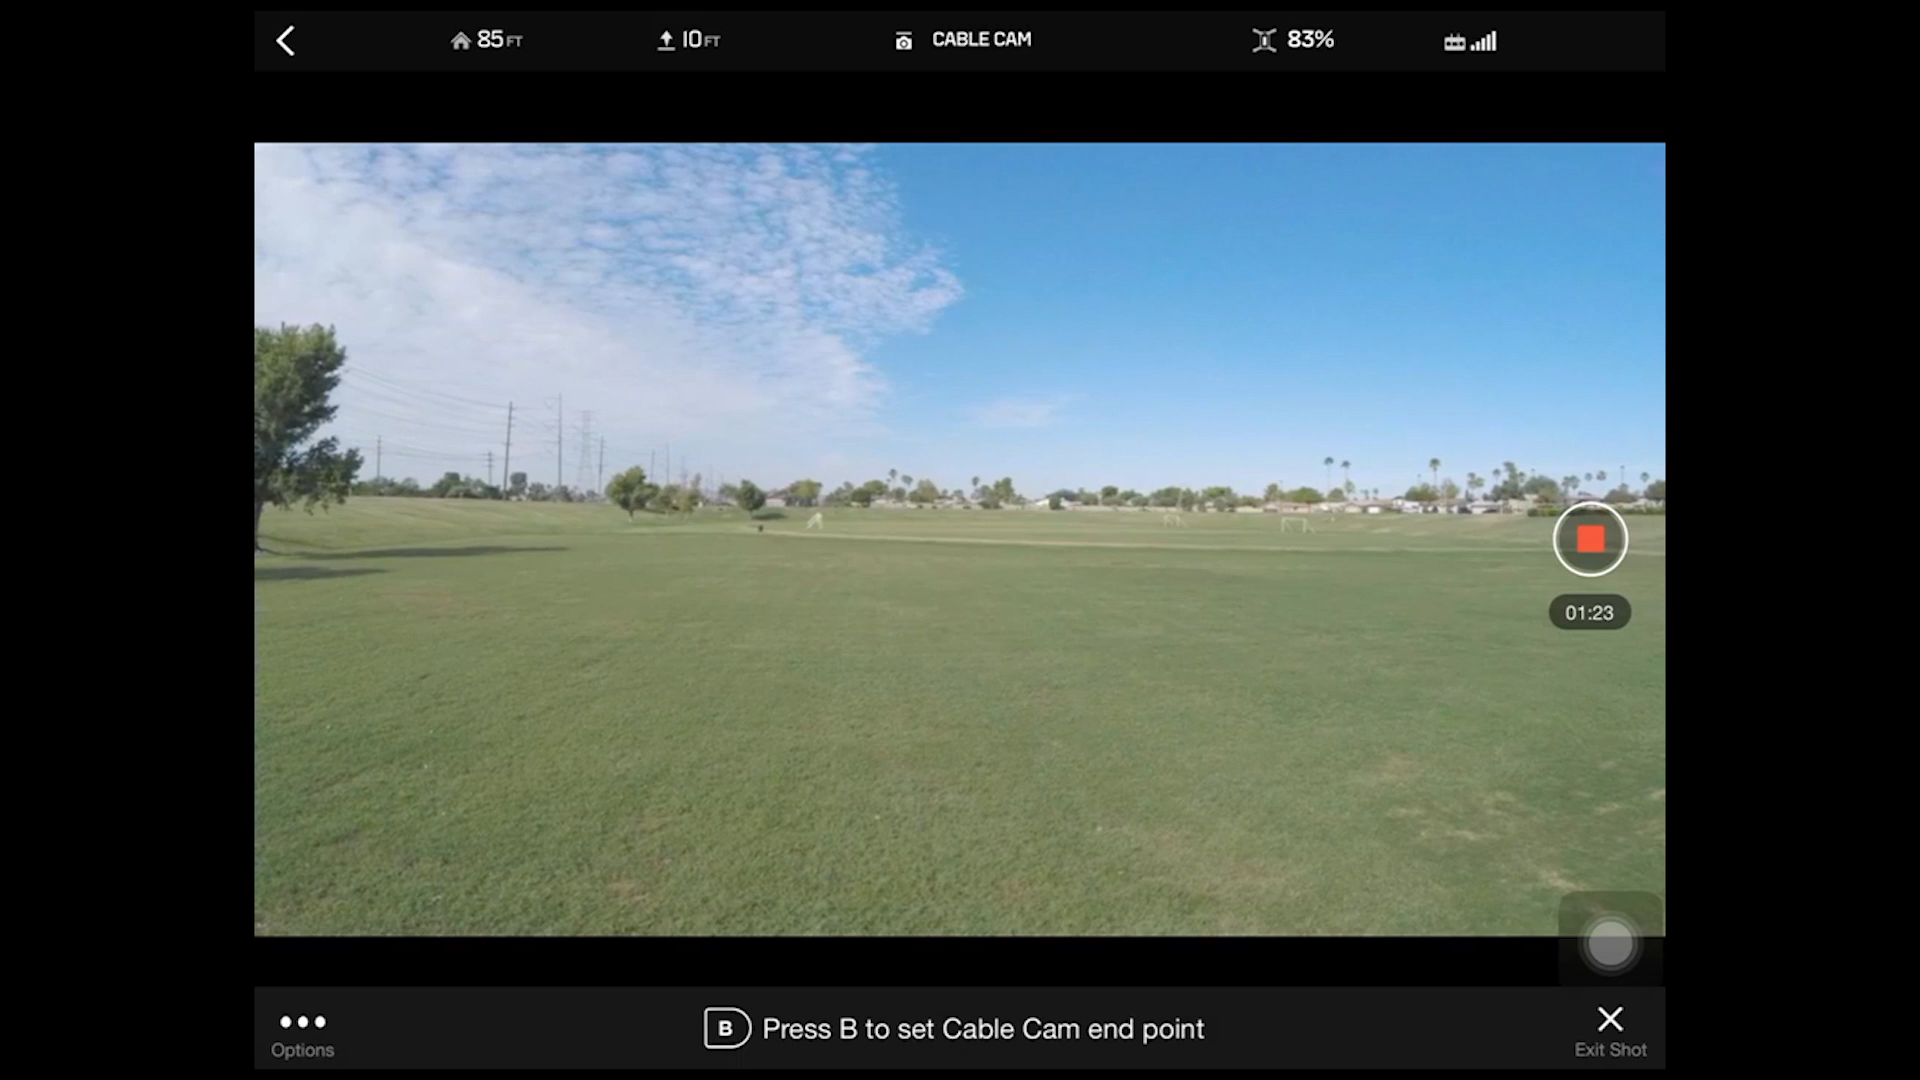 85 FT
10 FT
CABLE CAM
83%
01:23
Options
B
Press B to set Cable Cam end point
Exit Shot